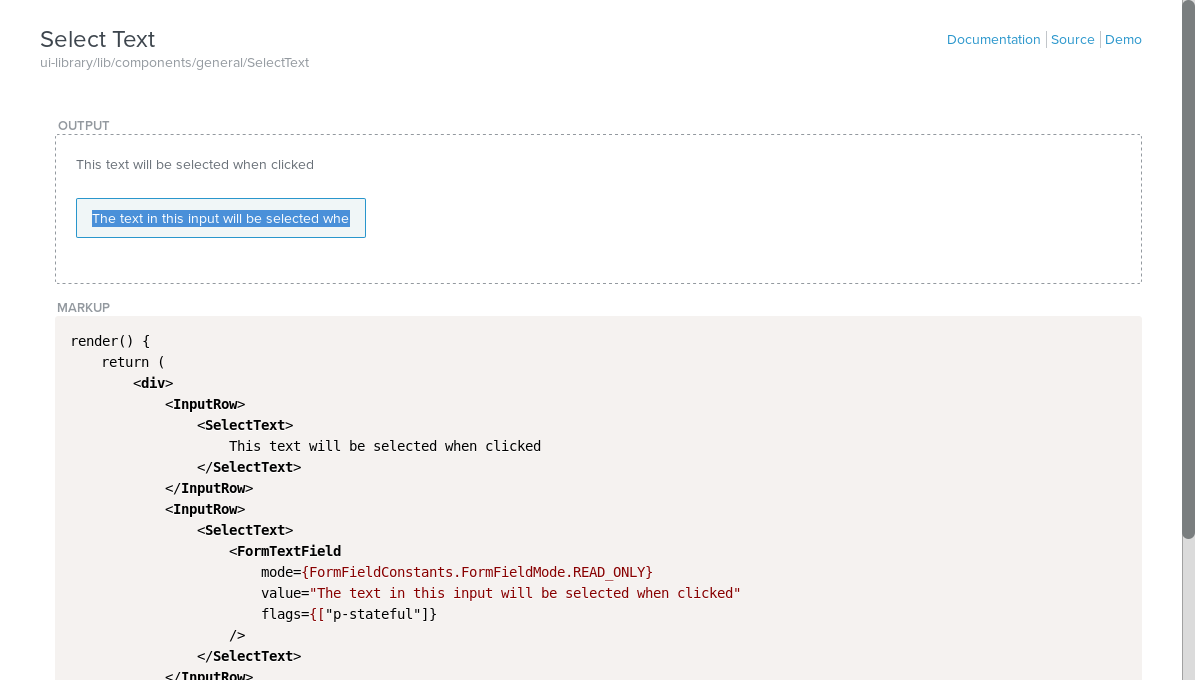 Select Text
Documentation
Source
Demo
ui-library/lib/components/general/SelectText
OUTPUT
This text will be selected when clicked
The text in this input will be selected whe
MARKUP
render() {
    return (
        <div>
            <InputRow>
                <SelectText>
                    This text will be selected when clicked
                </SelectText>
            </InputRow>
            <InputRow>
                <SelectText>
                    <FormTextField
                        mode={FormFieldConstants.FormFieldMode.READ_ONLY}
                        value="The text in this input will be selected when clicked"
                        flags={["p-stateful"]}
                    />
                </SelectText>
            </InputRow>